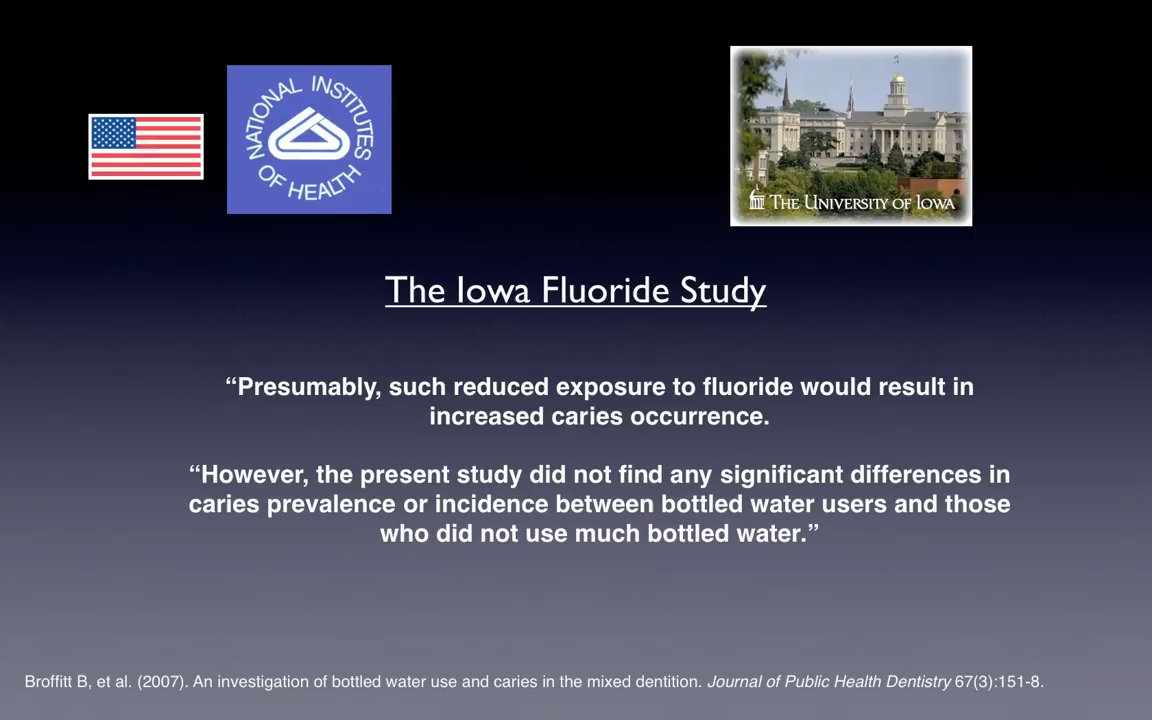 NATIONAL INSTITUTES
OF HEALTH
THE UNIVERSITY OF IOWA
The Iowa Fluoride Study
“Presumably, such reduced exposure to fluoride would result in
increased caries occurrence.
“However, the present study did not find any significant differences in
caries prevalence or incidence between bottled water users and those
who did not use much bottled water.”
Broffitt B, et al. (2007). An investigation of bottled water use and caries in the mixed dentition. Journal of Public Health Dentistry 67(3):151-8.